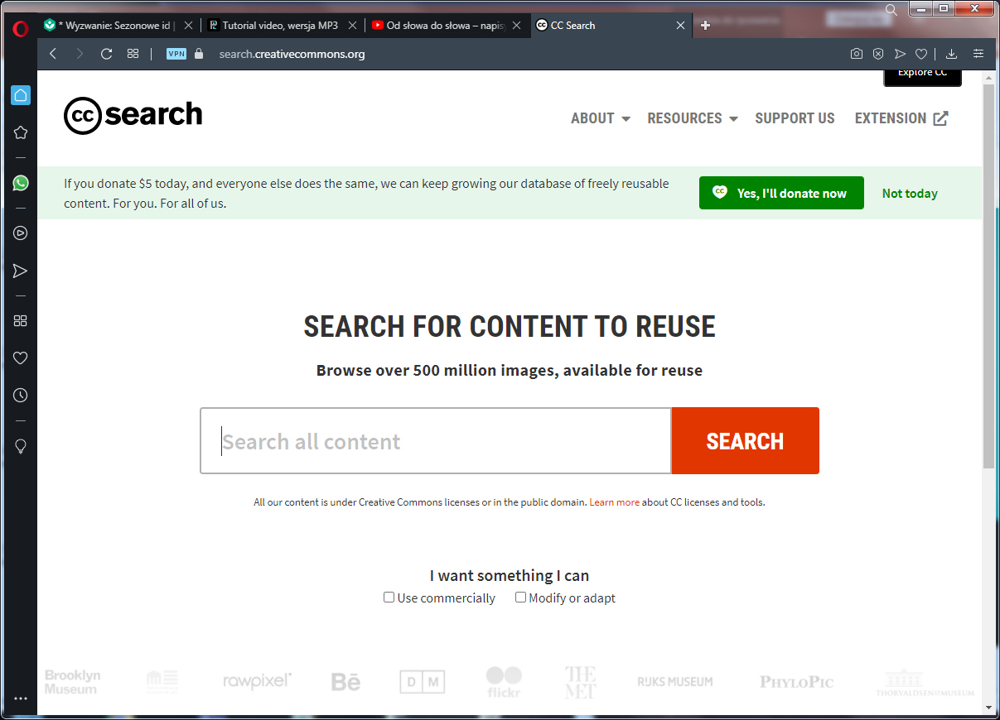 * Wyzwanie: Sezonowe id
Tutorial video, wersja MP3
Od słowa do słowa – napisy
CC Search
VPN
search.creativecommons.org
Explore CC
cc search
ABOUT
RESOURCES
SUPPORT US
EXTENSION
If you donate $5 today, and everyone else does the same, we can keep growing our database of freely reusable
content. For you. For all of us.
cc Yes, I'll donate now
Not today
SEARCH FOR CONTENT TO REUSE
Browse over 500 million images, available for reuse
Search all content
SEARCH
All our content is under Creative Commons licenses or in the public domain. Learn more about CC licenses and tools.
I want something I can
Use commercially
Modify or adapt
Brooklyn
Museum
rawpixel
Bē
D M
flickr
THE
MET
RIJKS MUSEUM
PHYLOPIC
THORVALDSENS MUSEUM